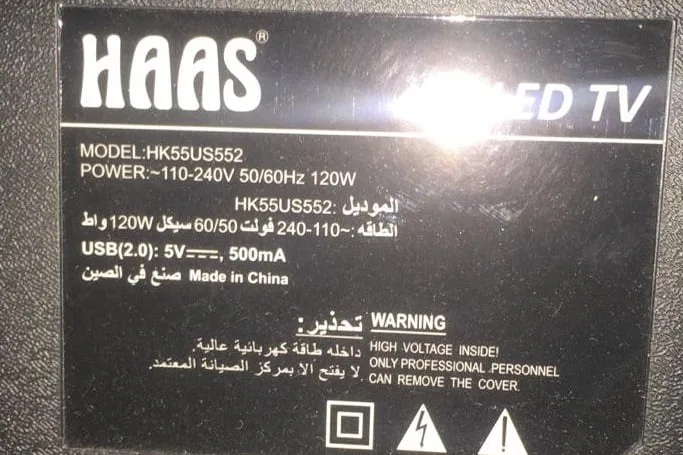 HAAS®
LED TV
MODEL:HK55US552
POWER:~110-240V 50/60Hz 120W
الموديل :HK55US552
الطاقه :~110-240 فولت 60/50 سيكل 120W واط
USB(2.0): 5V⎓, 500mA
صنع في الصين Made in China
تحذير: WARNING
داخله طاقة كهربائية عالية. HIGH VOLTAGE INSIDE!
لا يفتح الا بمركز الصيانة المعتمد. ONLY PROFESSIONAL .PERSONNEL
CAN REMOVE THE COVER.